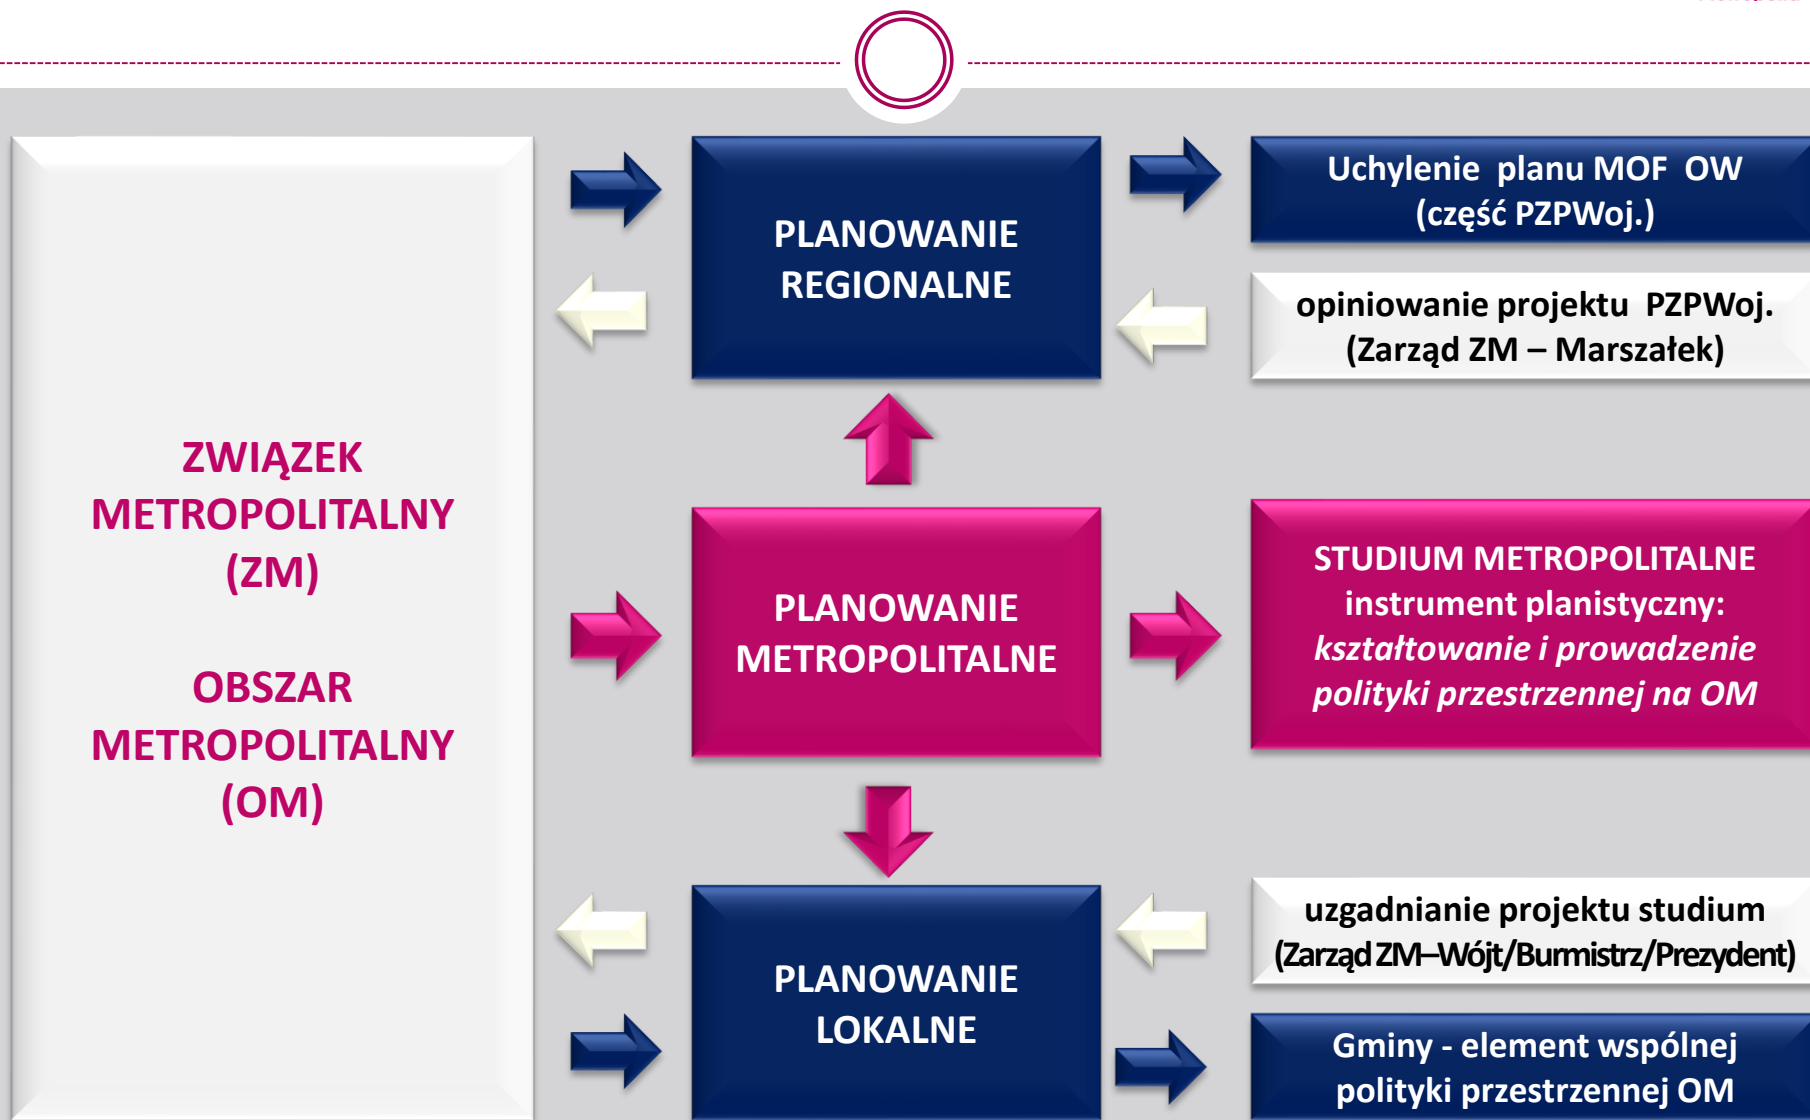 ZWIĄZEK
METROPOLITALNY
(ZM)
OBSZAR
METROPOLITALNY
(OM)
PLANOWANIE
REGIONALNE
Uchylenie planu MOF OW
(część PZPWoj.)
opiniowanie projektu PZPWoj.
(Zarząd ZM – Marszałek)
PLANOWANIE
METROPOLITALNE
STUDIUM METROPOLITALNE
instrument planistyczny:
kształtowanie i prowadzenie
polityki przestrzennej na OM
PLANOWANIE
LOKALNE
uzgadnianie projektu studium
(Zarząd ZM–Wójt/Burmistrz/Prezydent)
Gminy - element wspólnej
polityki przestrzennej OM